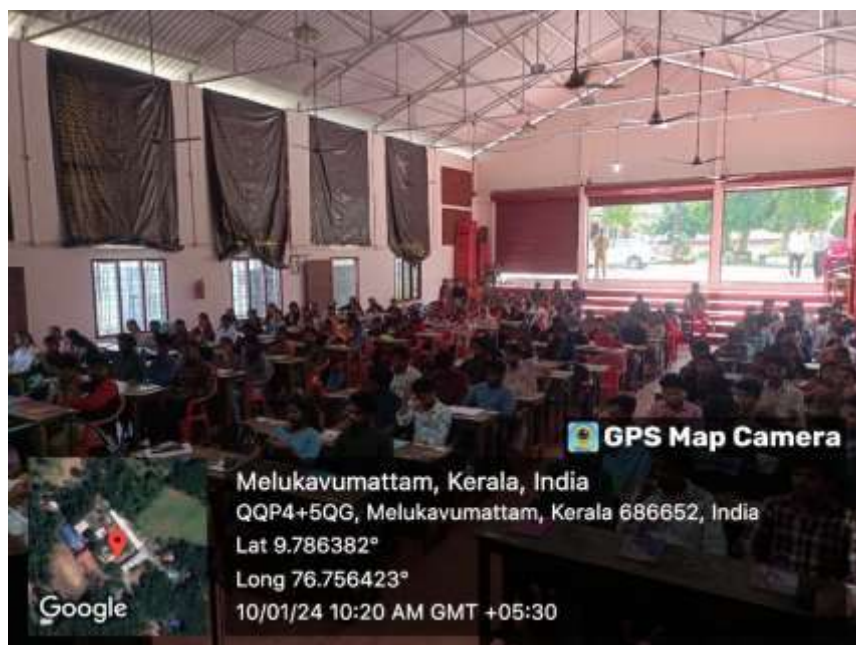 GPS Map Camera
Melukavumattam, Kerala, India
QQP4+5QG, Melukavumattam, Kerala 686652, India
Lat 9.786382°
Long 76.756423°
10/01/24 10:20 AM GMT +05:30
Google